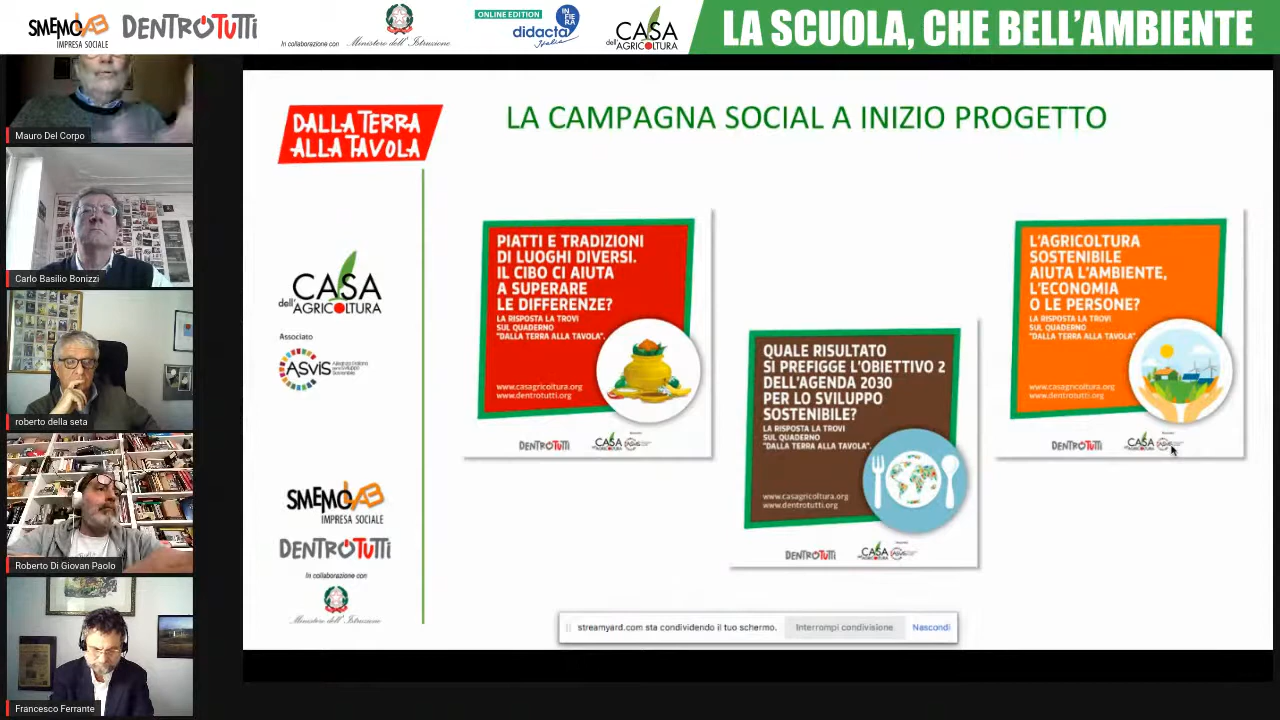 SMEMOLAB
IMPRESA SOCIALE
DENTROTUTTI
In collaborazione con
Ministero dell'Istruzione
ONLINE EDITION
didacta
Italia
IN
FIERA
CASA
dell'AGRICOLTURA
LA SCUOLA, CHE BELL'AMBIENTE
Mauro Del Corpo
Carlo Basilio Bonizzi
roberto della seta
Roberto Di Giovan Paolo
Francesco Ferrante
DALLA TERRA
ALLA TAVOLA
CASA
dell'AGRICOLTURA
Associato
ASVIS
SMEMOLAB
IMPRESA SOCIALE
DENTROTUTTI
In collaborazione con
Ministero dell'Istruzione
LA CAMPAGNA SOCIAL A INIZIO PROGETTO
PIATTI E TRADIZIONI
DI LUOGHI DIVERSI.
IL CIBO CI AIUTA
A SUPERARE
LE DIFFERENZE?
LA RISPOSTA LA TROVI
SUL QUADERNO
"DALLA TERRA ALLA TAVOLA".
www.casagricoltura.org
www.dentrotutti.org
DENTROTUTTI
CASA
QUALE RISULTATO
SI PREFIGGE L'OBIETTIVO 2
DELL'AGENDA 2030
PER LO SVILUPPO
SOSTENIBILE?
LA RISPOSTA LA TROVI
SUL QUADERNO
"DALLA TERRA ALLA TAVOLA".
www.casagricoltura.org
www.dentrotutti.org
DENTROTUTTI
CASA
L'AGRICOLTURA
SOSTENIBILE
AIUTA L'AMBIENTE,
L'ECONOMIA
O LE PERSONE?
LA RISPOSTA LA TROVI
SUL QUADERNO
"DALLA TERRA ALLA TAVOLA".
www.casagricoltura.org
www.dentrotutti.org
DENTROTUTTI
CASA
streamyard.com sta condividendo il tuo schermo.
Interrompi condivisione
Nascondi